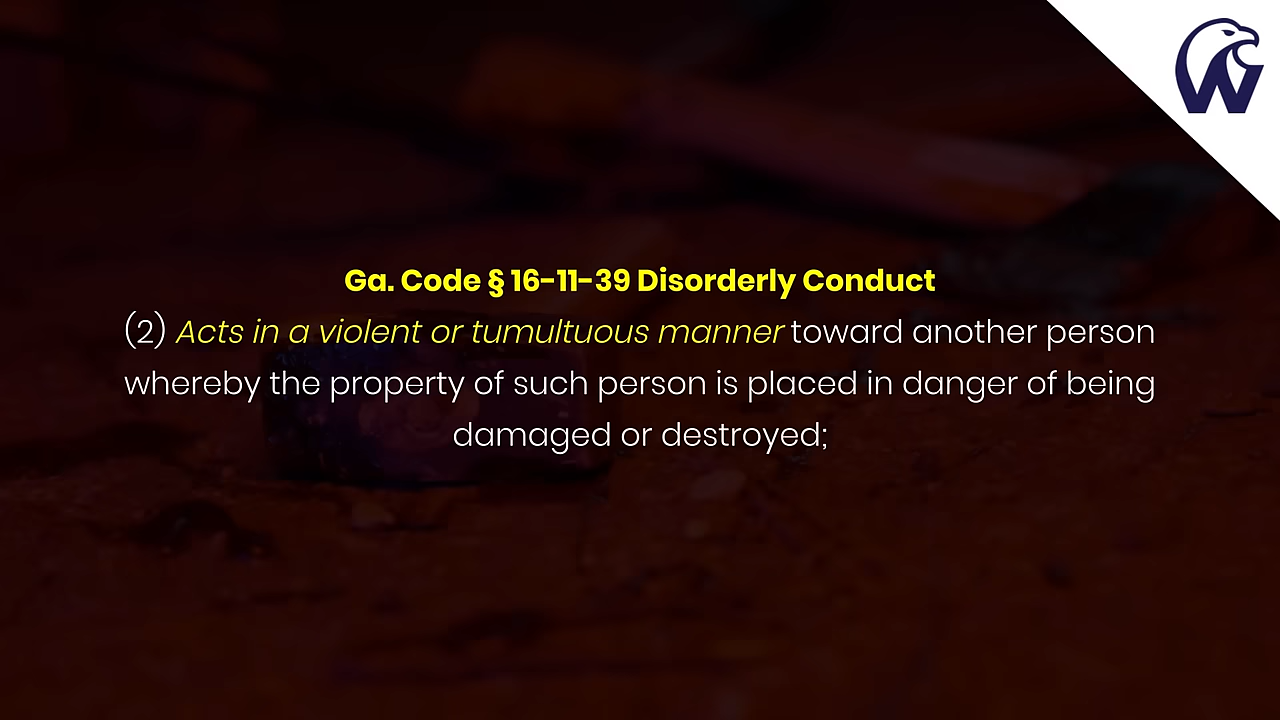 Ga. Code § 16-11-39 Disorderly Conduct
(2) Acts in a violent or tumultuous manner toward another person
whereby the property of such person is placed in danger of being
damaged or destroyed;